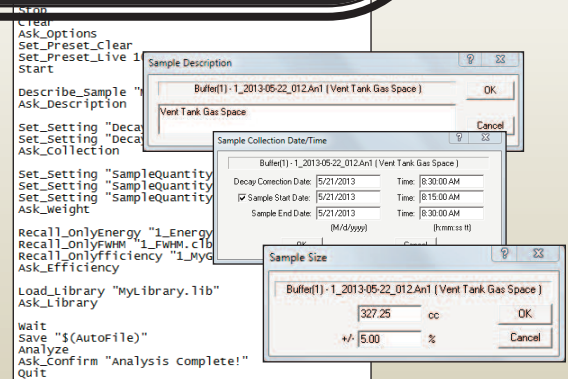 Stop
Clear
Ask_Options
Set_Preset_Clear
Set_Preset_Live
Start
Describe_Sample
Ask_Description
Set_Setting
Set_Setting
Ask_Collection
Set_Setting "SampleQuantity
Set_Setting "SampleQuantity
Set_Setting "SampleQuantity
Ask_Weight
Recall_OnlyEnergy "1_Energy
Recall_OnlyFWHM "1_FWHM.clb
Recall_Onlyfficiency "1_MyG
Ask_Efficiency
Load_Library "MyLibrary.lib"
Ask_Library
Wait
Save "$(AutoFile)"
Analyze
Ask_Confirm "Analysis Complete!"
Quit
Sample Description
Buffer(1) - 1_2013-05-22_012.An1 ( Vent Tank Gas Space )
OK
Vent Tank Gas Space
Cancel
Sample Collection Date/Time
Buffer(1) - 1_2013-05-22_012.An1 ( Vent Tank Gas Space )
Decay Correction Date: 5/21/2013 Time: 8:30:00 AM
Sample Start Date: 5/21/2013 Time: 8:15:00 AM
Sample End Date: 5/21/2013 Time: 8:30:00 AM
(M/d/yyyy) (h:mm:ss tt)
Sample Size
Buffer(1) - 1_2013-05-22_012.An1 ( Vent Tank Gas Space )
327.25 cc OK
+/- 5.00 % Cancel